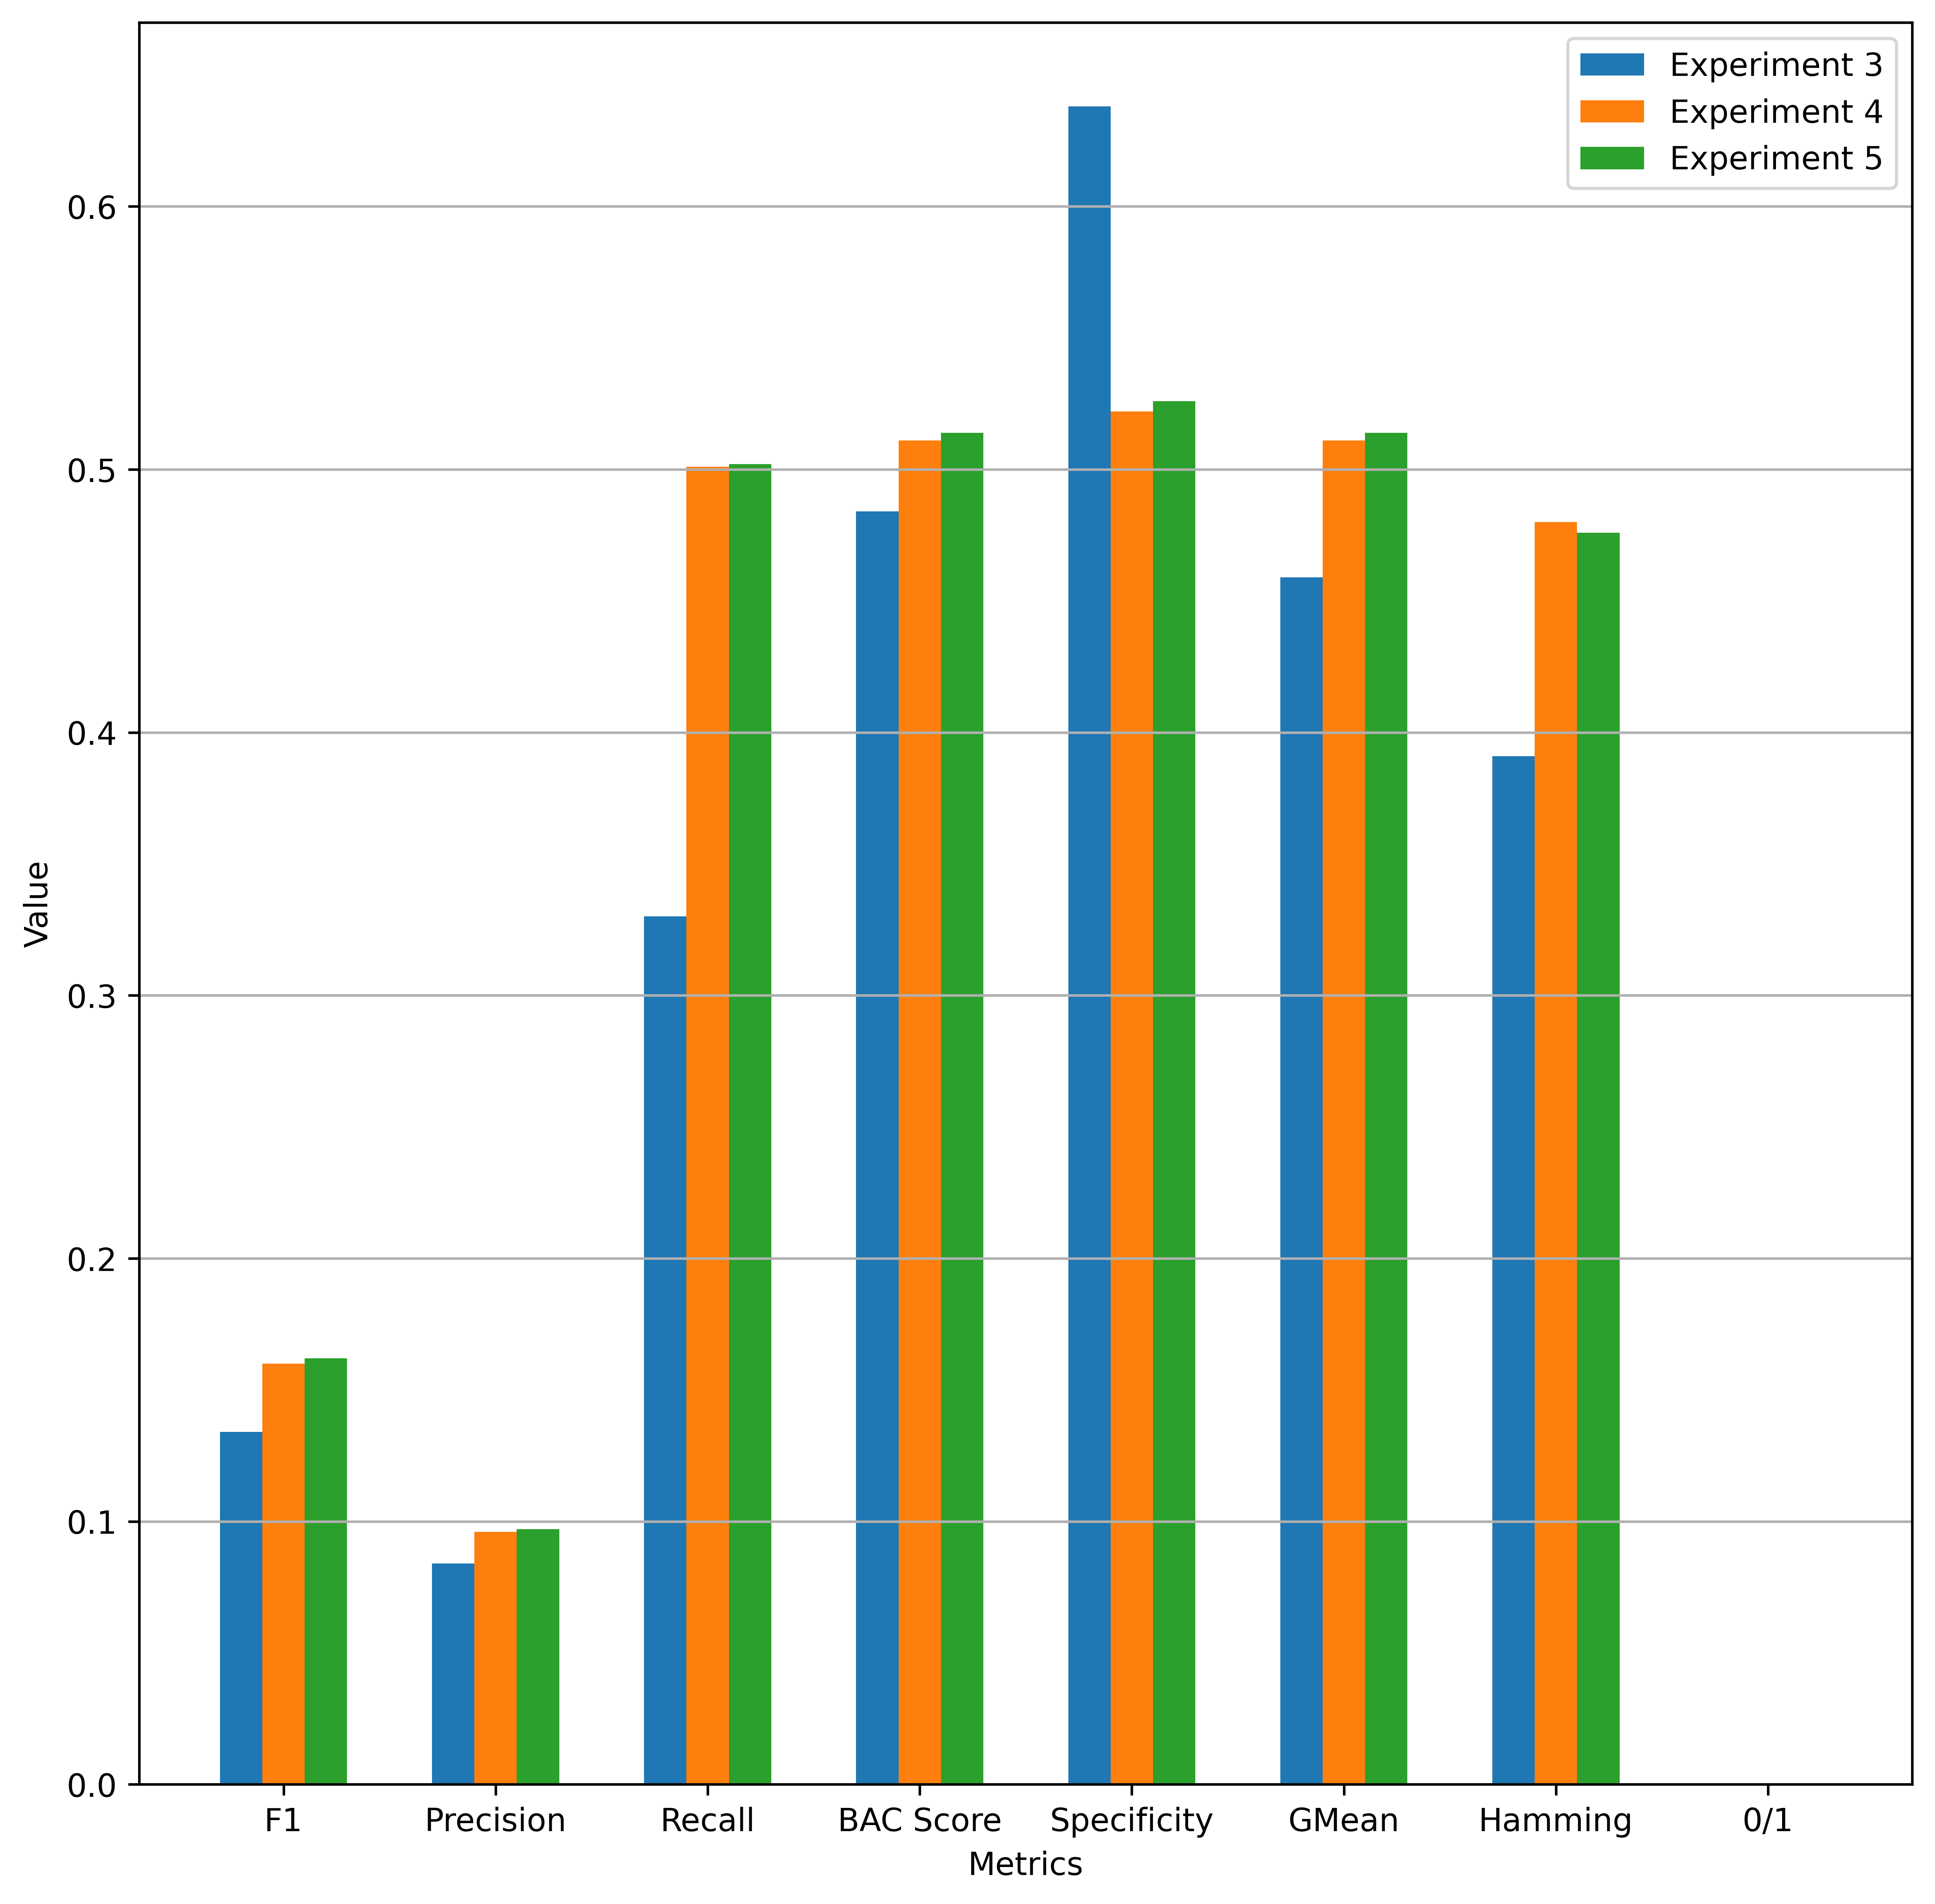 Experiment 3
Experiment 4
Experiment 5
0.6
0.5
0.4
0.3
0.2
0.1
0.0
Value
F1 Precision Recall BAC Score Specificity GMean Hamming 0/1
Metrics